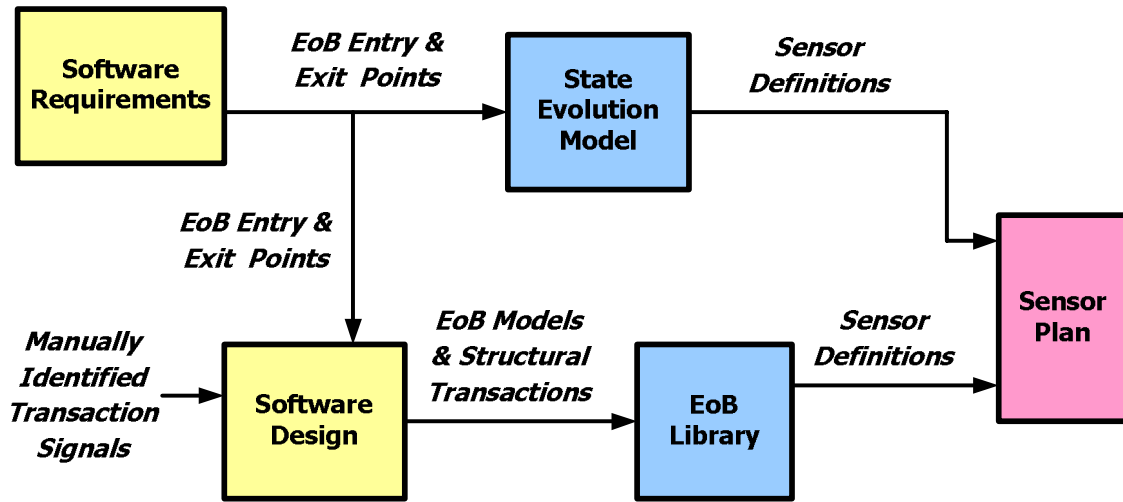 Software
Requirements
EoB Entry &
Exit Points
State
Evolution
Model
Sensor
Definitions
EoB Entry &
Exit Points
Sensor
Plan
Manually
Identified
Transaction
Signals
Software
Design
EoB Models
& Structural
Transactions
EoB
Library
Sensor
Definitions